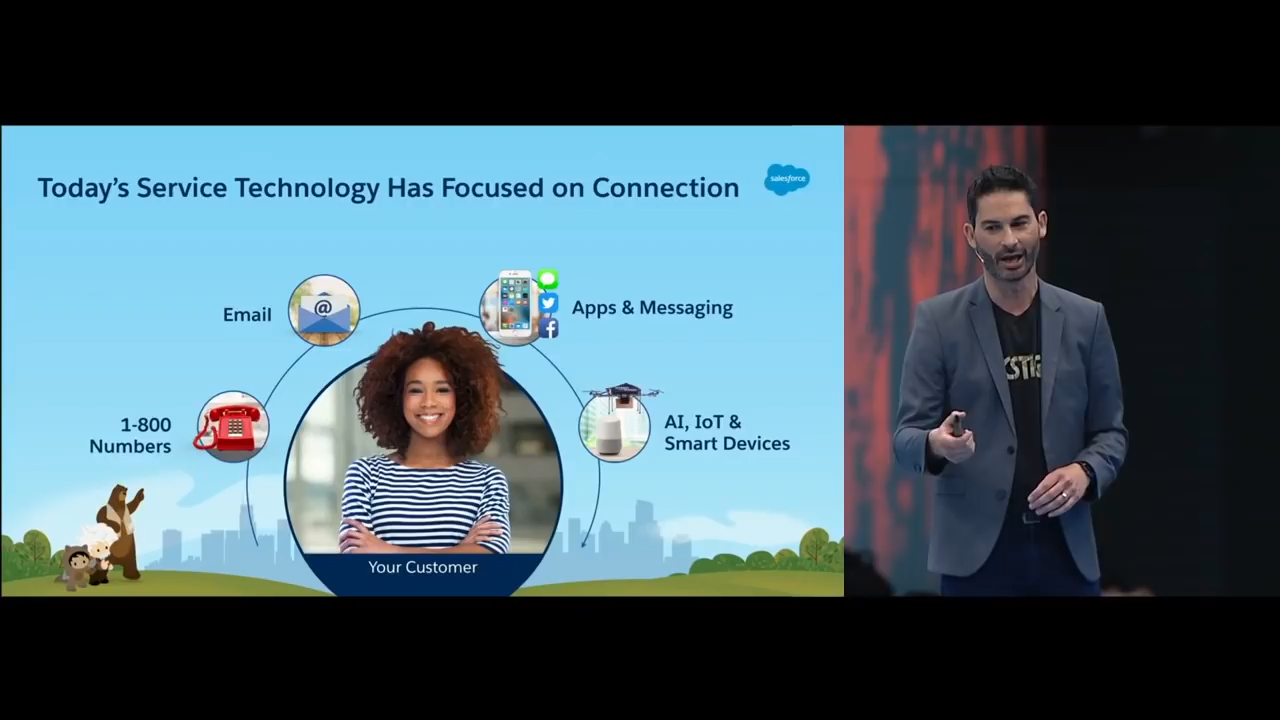 Today's Service Technology Has Focused on Connection
salesforce
Email
@
Apps & Messaging
1-800
Numbers
AI, IoT &
Smart Devices
Your Customer